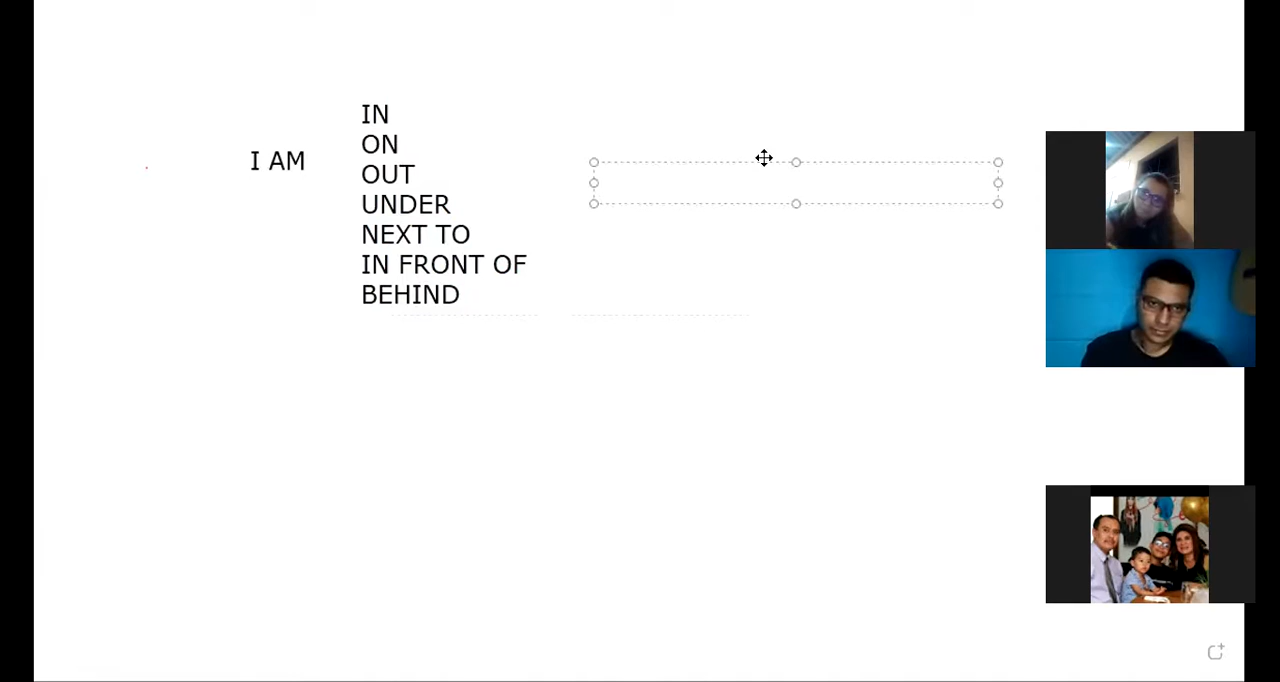 I AM
IN
ON
OUT
UNDER
NEXT TO
IN FRONT OF
BEHIND